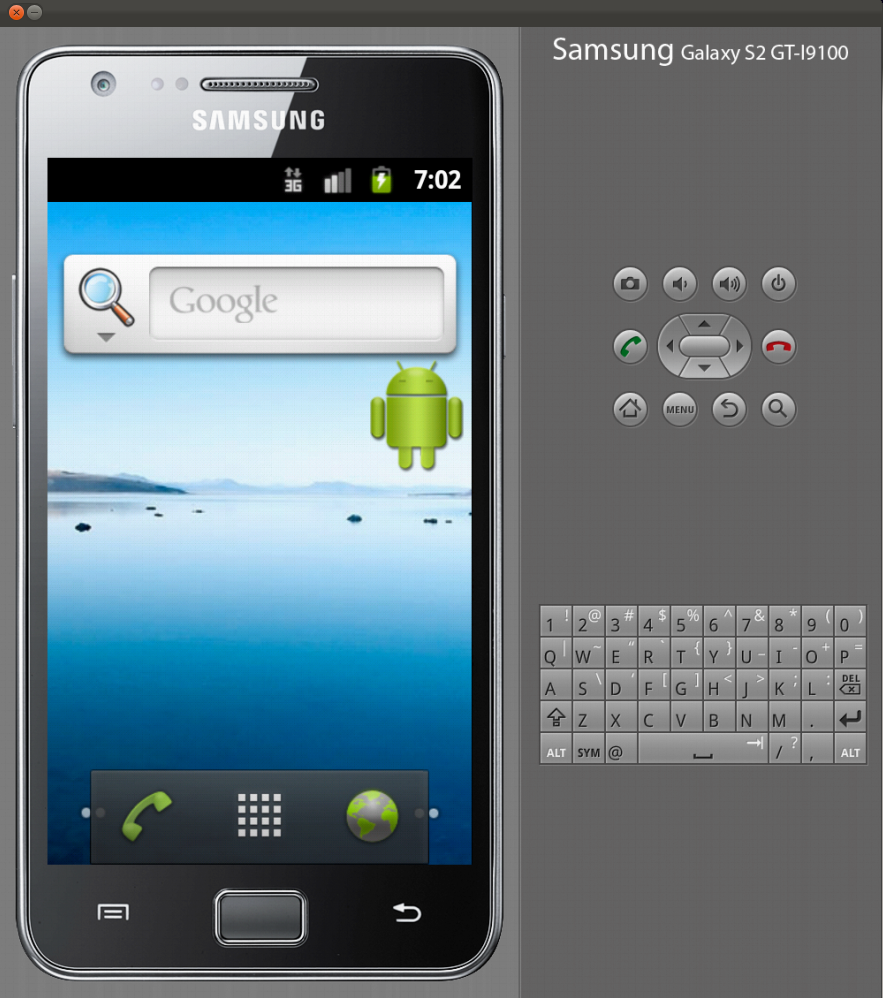 Samsung Galaxy S2 GT-I9100
SAMSUNG
3G 7:02
Google
MENU
1 ! 2 @ 3 # 4 $ 5 % 6 ^ 7 & 8 * 9 ( 0 )
Q | W ~ E " R ` T { Y } U _ I - O + P =
A S \ D ' F [ G ] H < J > K ; L : DEL
Z X C V B N M .
ALT SYM @ / ? , ALT